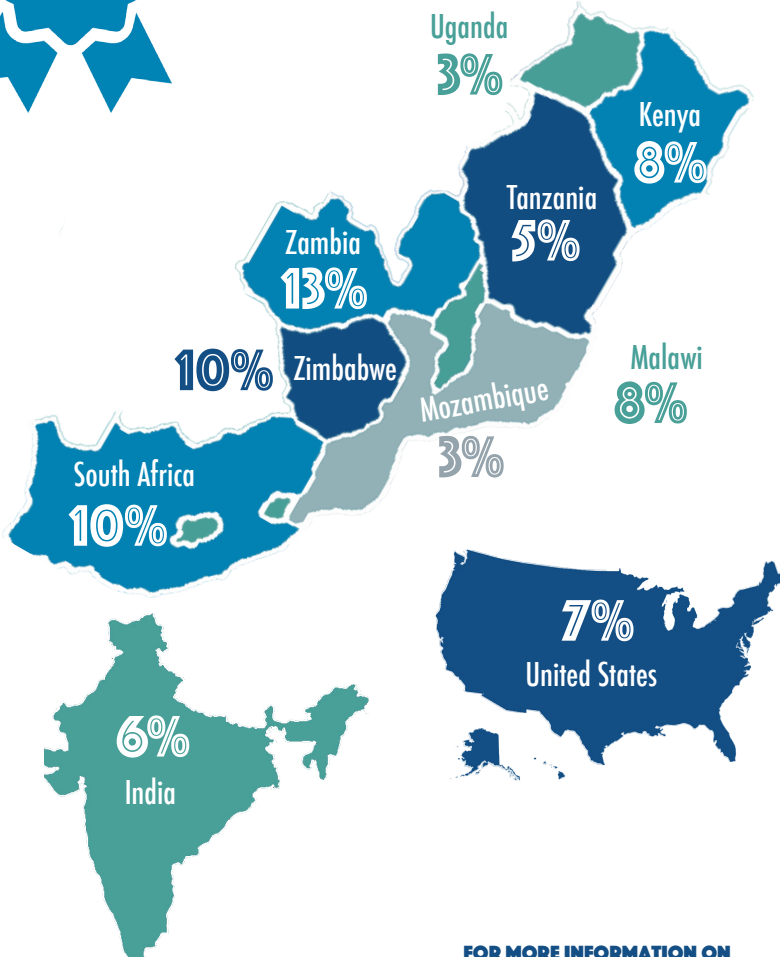 Uganda
3%
Kenya
8%
Tanzania
5%
Zambia
13%
10%
Zimbabwe
Malawi
8%
Mozambique
3%
South Africa
10%
7%
United States
6%
India
FOR MORE INFORMATION ON